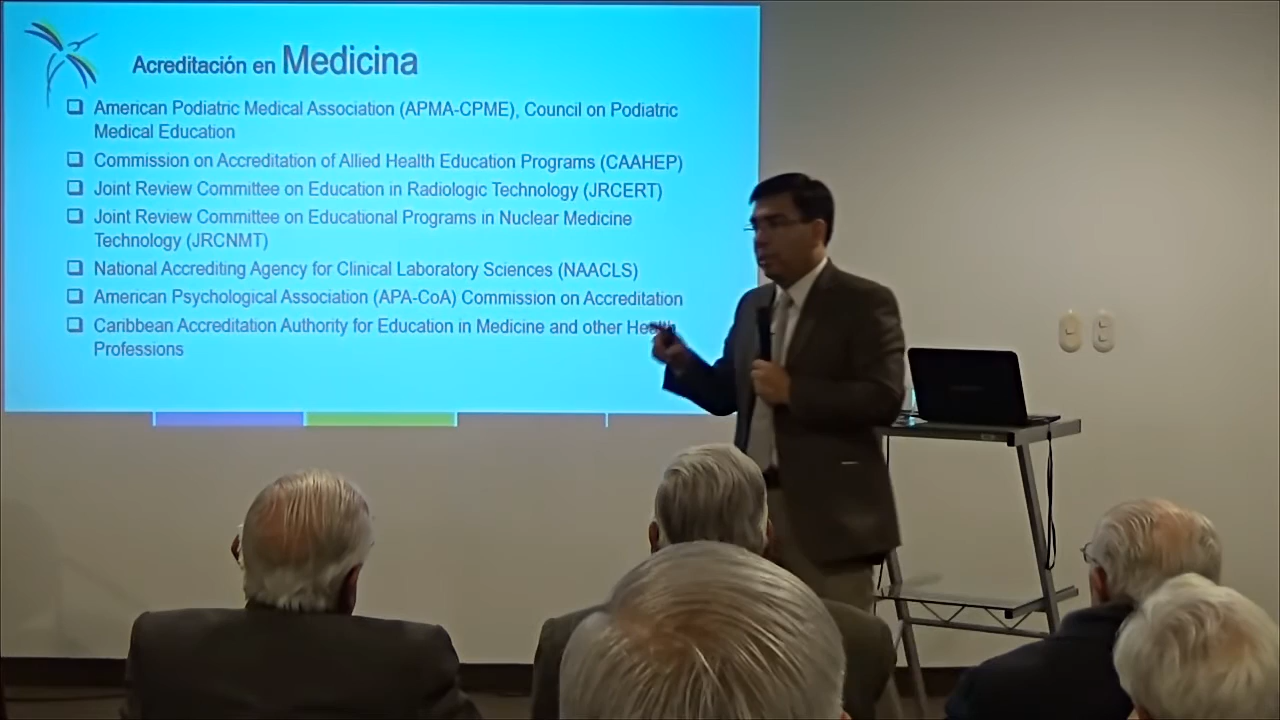 Acreditación en Medicina
American Podiatric Medical Association (APMA-CPME), Council on Podiatric
Medical Education
Commission on Accreditation of Allied Health Education Programs (CAAHEP)
Joint Review Committee on Education in Radiologic Technology (JRCERT)
Joint Review Committee on Educational Programs in Nuclear Medicine
Technology (JRCNMT)
National Accrediting Agency for Clinical Laboratory Sciences (NAACLS)
American Psychological Association (APA-CoA) Commission on Accreditation
Caribbean Accreditation Authority for Education in Medicine and other Health
Professions